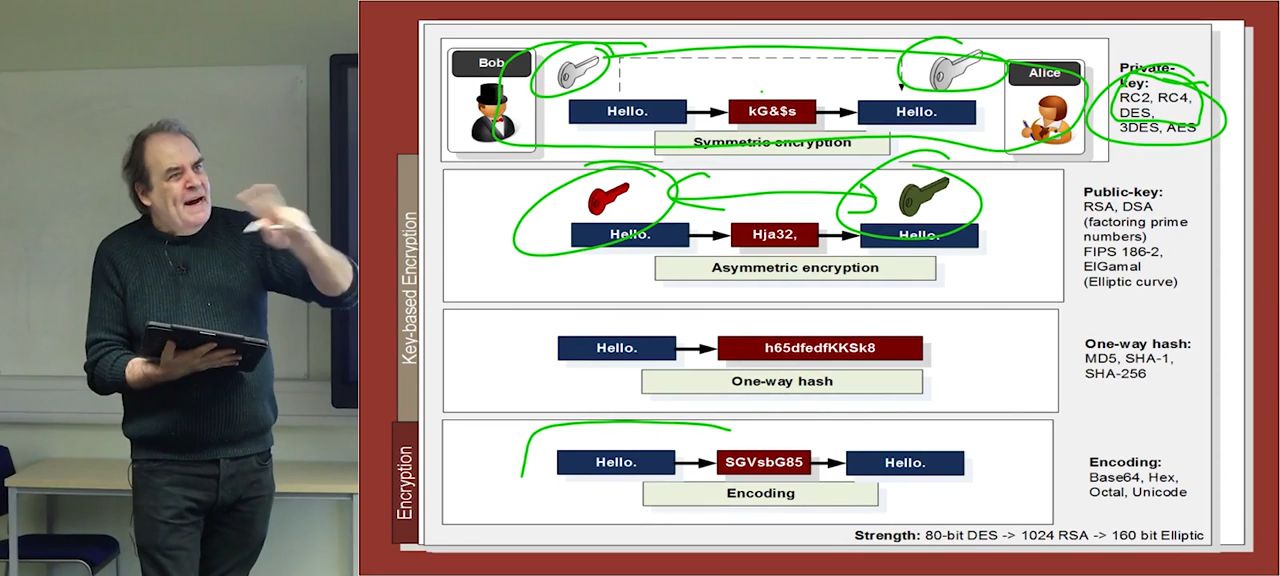 Bob
Hello.
kG&$s
Hello.
Alice
Symmetric encryption
Private-
key:
RC2, RC4,
DES,
3DES, AES
Key-based Encryption
Hello.
Hja32,
Hello.
Asymmetric encryption
Public-key:
RSA, DSA
(factoring prime
numbers)
FIPS 186-2,
ElGamal
(Elliptic curve)
Hello.
h65dfedfKKSk8
One-way hash
One-way hash:
MD5, SHA-1,
SHA-256
Encryption
Hello.
SGVsbG85
Hello.
Encoding
Encoding:
Base64, Hex,
Octal, Unicode
Strength: 80-bit DES -> 1024 RSA -> 160 bit Elliptic